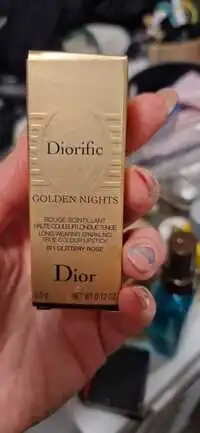 Diorific
GOLDEN NIGHTS
ROUGE SCINTILLANT
HAUTE COULEUR LONGUE TENUE
LONG-WEARING SPARKLING
TRUE COLOUR LIPSTICK
GLITTERY ROSE
Dior
NET WT 0.12 OZ